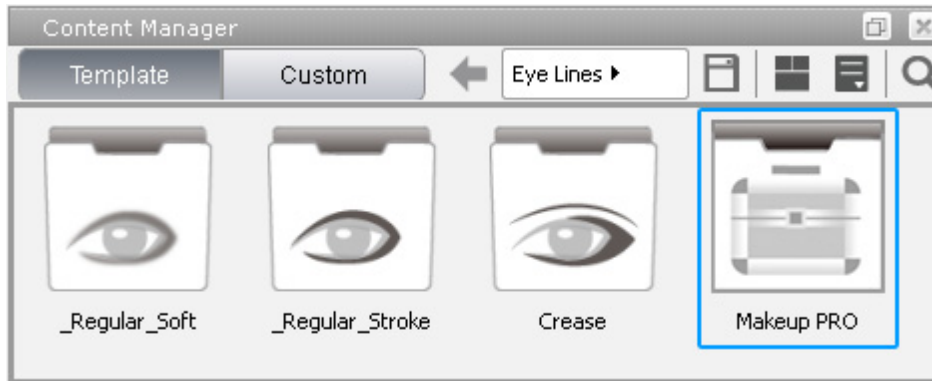 Content Manager
Template Custom Eye Lines
_Regular_Soft _Regular_Stroke Crease Makeup PRO